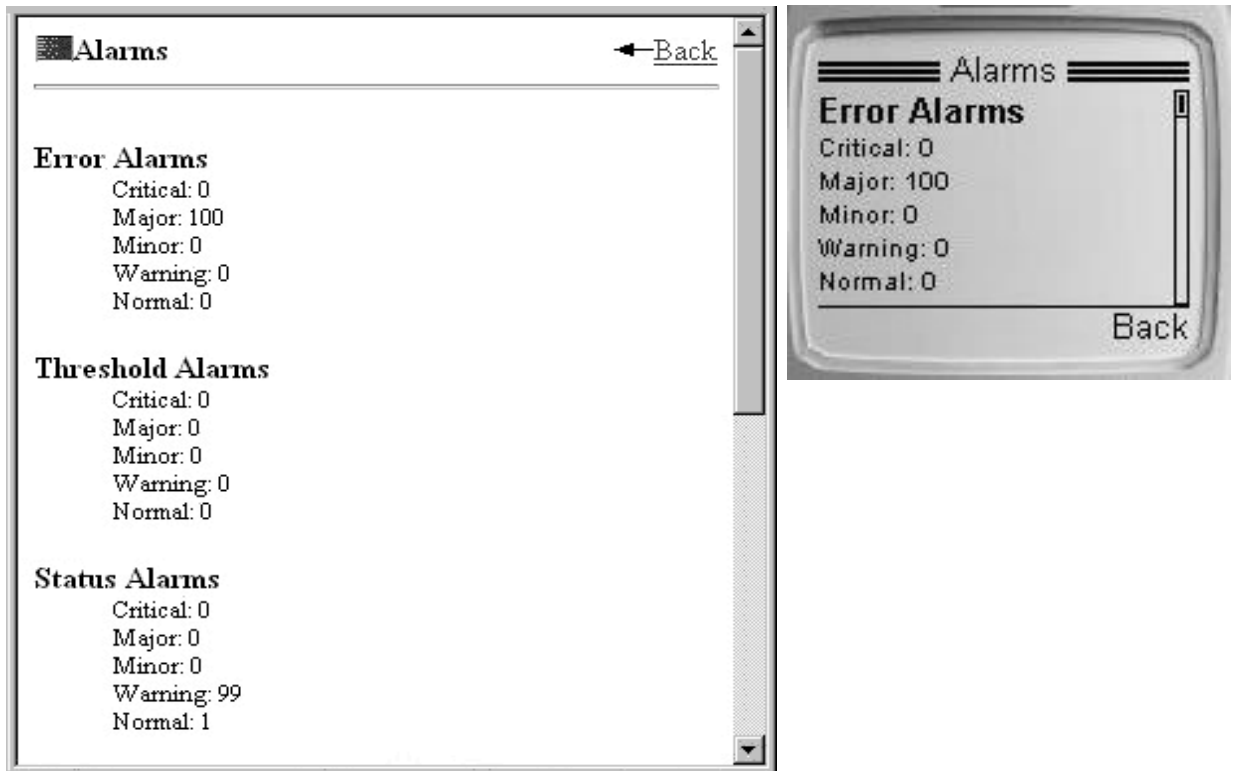 Alarms
Back
Error Alarms
Critical: 0
Major: 100
Minor: 0
Warning: 0
Normal: 0
Threshold Alarms
Critical: 0
Major: 0
Minor: 0
Warning: 0
Normal: 0
Status Alarms
Critical: 0
Major: 0
Minor: 0
Warning: 99
Normal: 1
Alarms
Error Alarms
Critical: 0
Major: 100
Minor: 0
Warning: 0
Normal: 0
Back